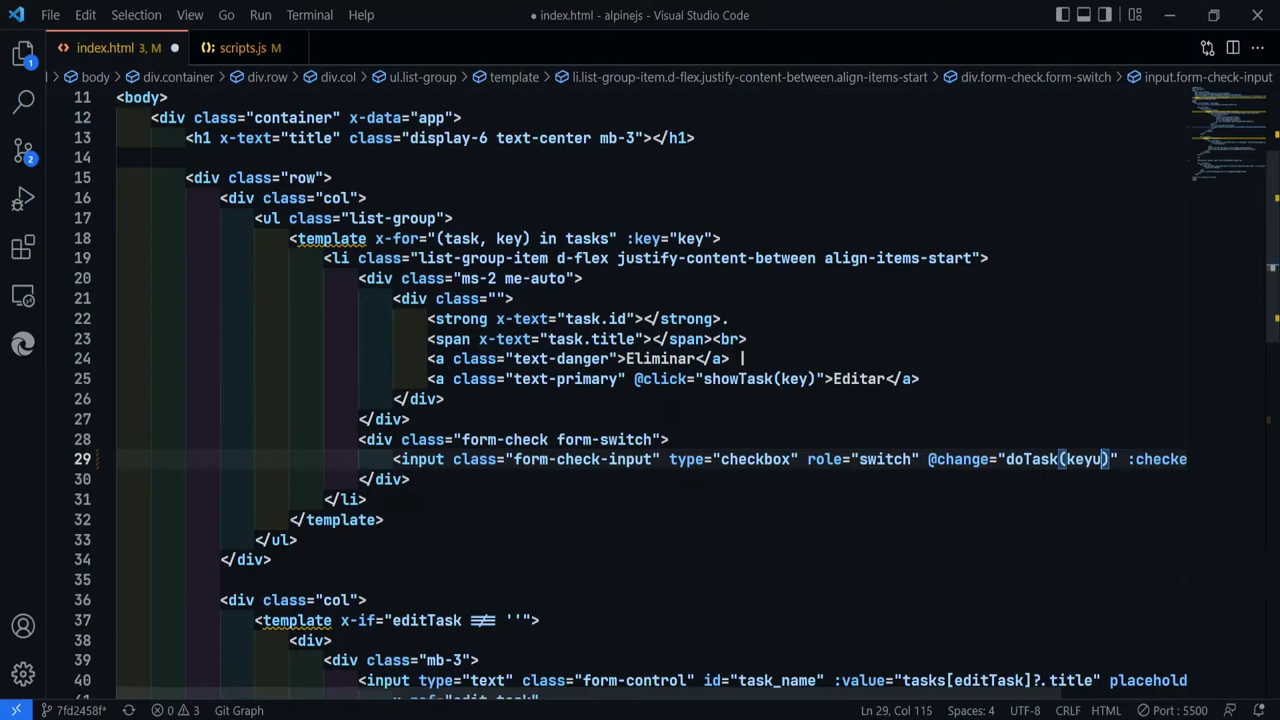 File Edit Selection View Go Run Terminal Help
● index.html - alpinejs - Visual Studio Code
<> index.html 3, M ●
scripts.js M
> body > div.container > div.row > div.col > ul.list-group > template > li.list-group-item.d-flex.justify-content-between.align-items-start > div.form-check.form-switch > input.form-check-input
11 <body>
12 <div class="container" x-data="app">
13 <h1 x-text="title" class="display-6 text-center mb-3"></h1>
14
15 <div class="row">
16 <div class="col">
17 <ul class="list-group">
18 <template x-for="(task, key) in tasks" :key="key">
19 <li class="list-group-item d-flex justify-content-between align-items-start">
20 <div class="ms-2 me-auto">
21 <div class="">
22 <strong x-text="task.id"></strong>.
23 <span x-text="task.title"></span><br>
24 <a class="text-danger">Eliminar</a> |
25 <a class="text-primary" @click="showTask(key)">Editar</a>
26 </div>
27 </div>
28 <div class="form-check form-switch">
29 <input class="form-check-input" type="checkbox" role="switch" @change="doTask(keyu)" :checke
30 </div>
31 </li>
32 </template>
33 </ul>
34 </div>
35
36 <div class="col">
37 <template x-if="editTask !== ''">
38 <div>
39 <div class="mb-3">
40 <input type="text" class="form-control" id="task_name" :value="tasks[editTask]?.title" placehold
41 x-ref="edit_task"
1
2
7fd2458f* 0 3 Git Graph
Ln 29, Col 115 Spaces: 4 UTF-8 CRLF HTML Port : 5500